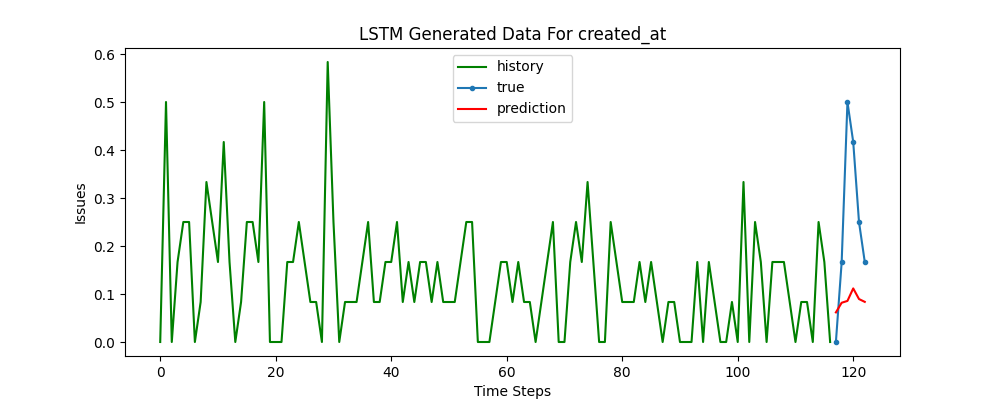 LSTM Generated Data For created_at
history
true
prediction
Issues
0.6
0.5
0.4
0.3
0.2
0.1
0.0
0 20 40 60 80 100 120
Time Steps